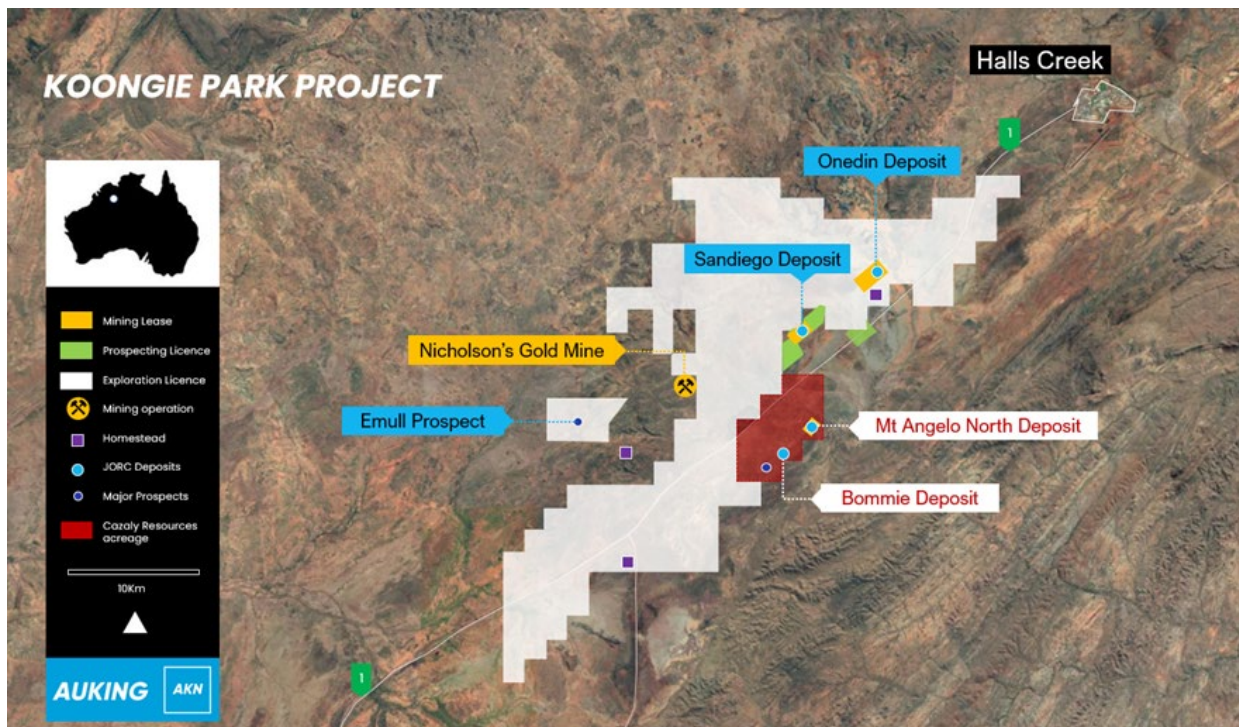 KOONGIE PARK PROJECT
Halls Creek
1
Onedin Deposit
Sandiego Deposit
Nicholson's Gold Mine
Emull Prospect
Mt Angelo North Deposit
Bommie Deposit
1
Mining Lease
Prospecting Licence
Exploration Licence
Mining operation
Homestead
JORC Deposits
Major Prospects
Cazaly Resources
acreage
10Km
AUKING
AKN